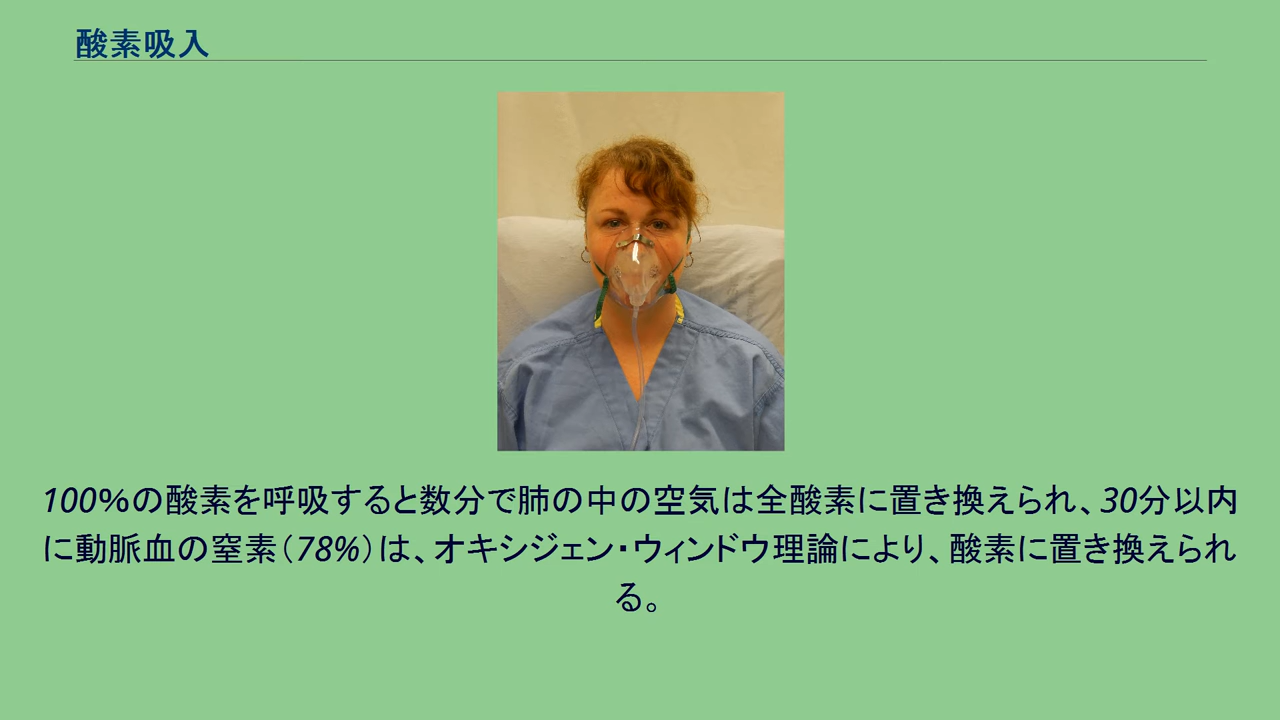 酸素吸入
100%の酸素を呼吸すると数分で肺の中の空気は全酸素に置き換えられ、30分以内
に動脈血の窒素（78%）は、オキシジェン・ウィンドウ理論により、酸素に置き換えられ
る。